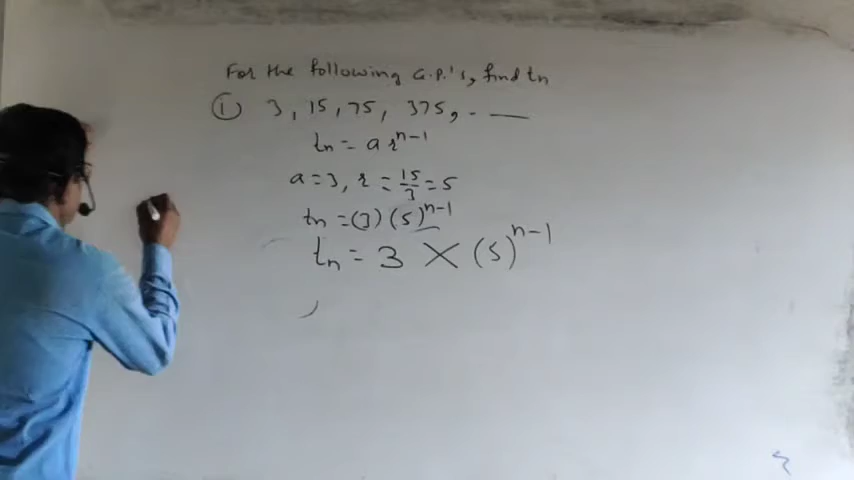 For the following G.P.'s, find tn
① 3, 15, 75, 375, . —
tn = a r^n-1
a = 3, r = 15/3 = 5
tn = (3) (5)^n-1
tn = 3 × (5)^n-1